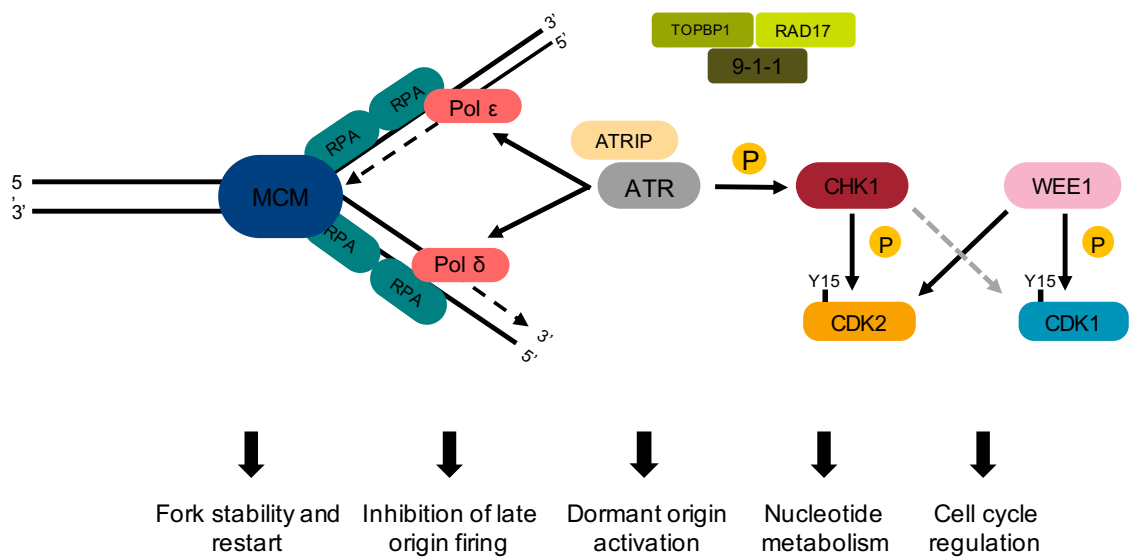 3’
5’
TOPBP1
RAD17
9-1-1
RPA
Pol ε
RPA
ATRIP
5
’
3’
MCM
ATR
P
CHK1
WEE1
RPA
Pol δ
P
P
RPA
Y15
Y15
CDK2
CDK1
3’
5’
Fork stability and
restart
Inhibition of late
origin firing
Dormant origin
activation
Nucleotide
metabolism
Cell cycle
regulation